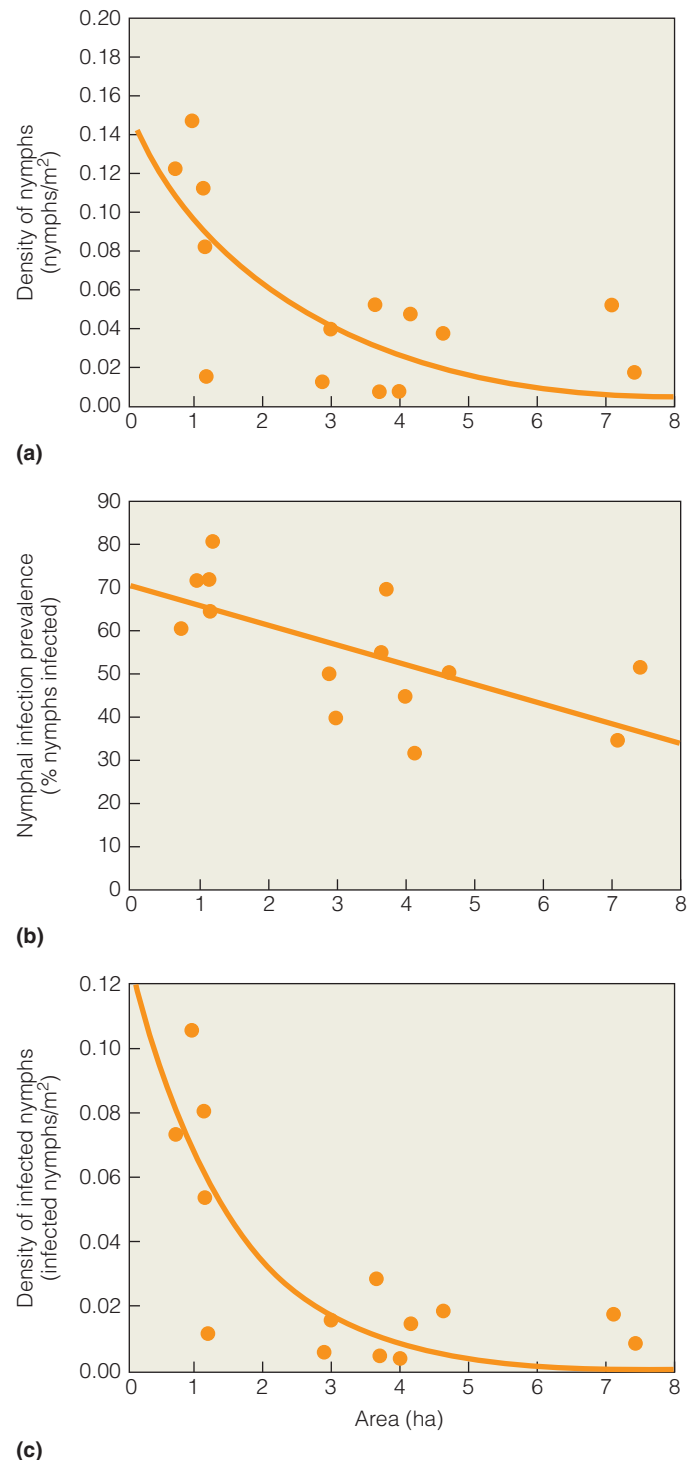 0.20
0.18
0.16
0.14
0.12
0.10
0.08
0.06
0.04
0.02
0.00
Density of nymphs
(nymphs/m²)
0 1 2 3 4 5 6 7 8
(a)
90
80
70
60
50
40
30
20
10
0
Nymphal infection prevalence
(% nymphs infected)
0 1 2 3 4 5 6 7 8
(b)
0.12
0.10
0.08
0.06
0.04
0.02
0.00
Density of infected nymphs
(infected nymphs/m²)
0 1 2 3 4 5 6 7 8
Area (ha)
(c)